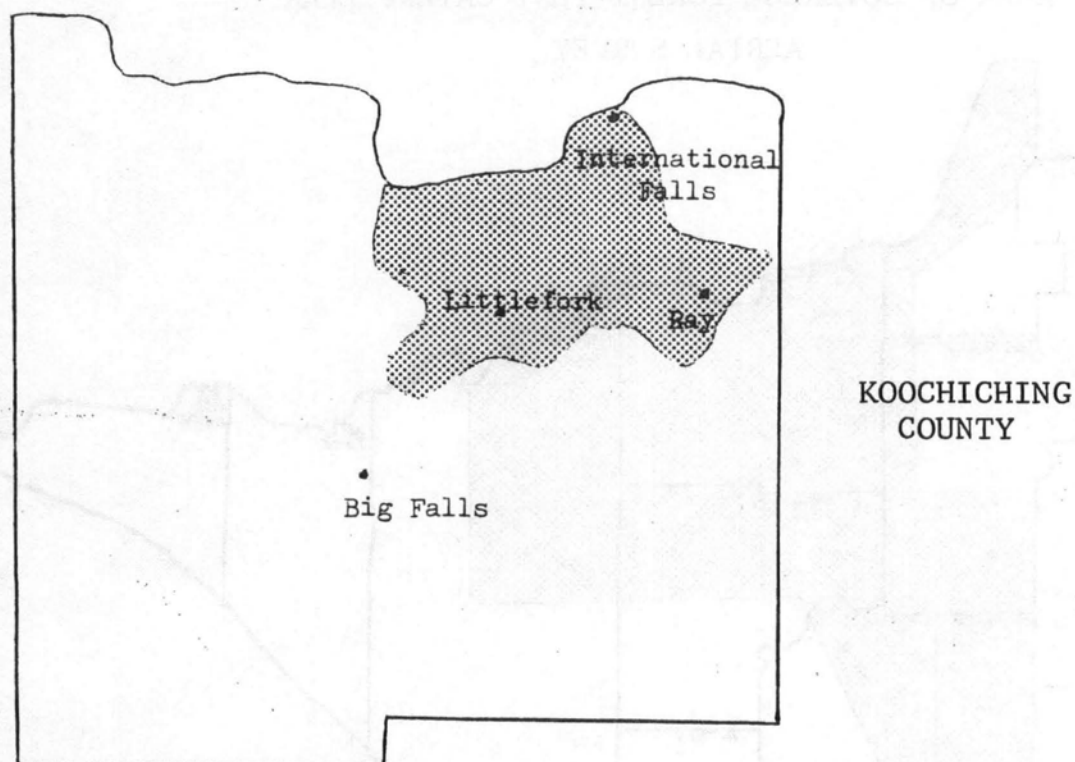 International
Falls
Littlefork
Ray
KOOCHICHING
COUNTY
Big Falls